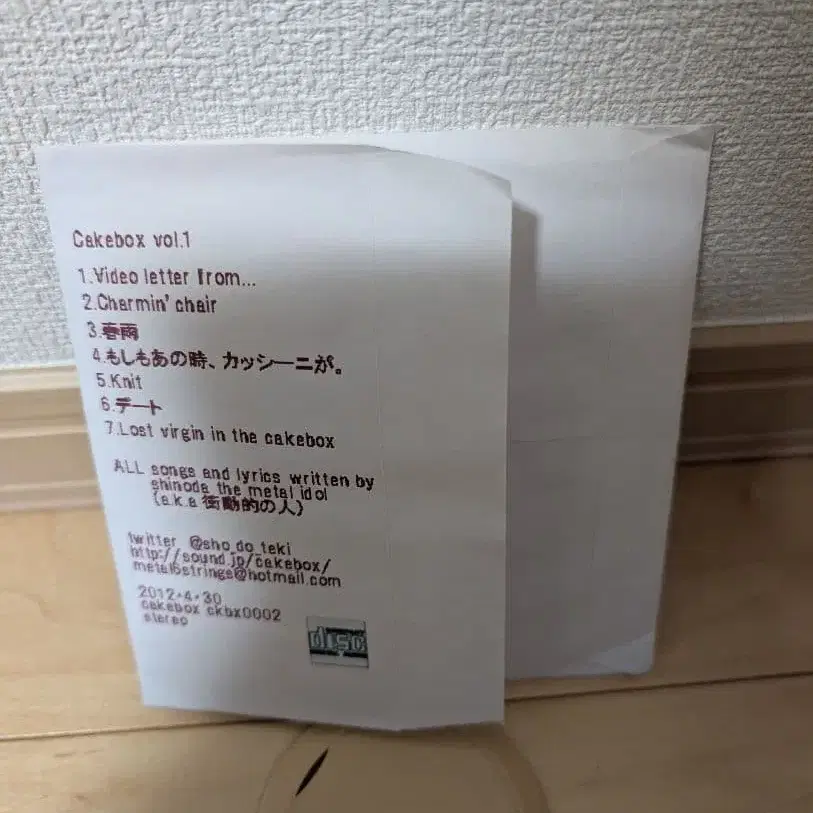 Cakebox vol.1
1.Video letter from...
2.Charmin' chair
3.春雨
4.もしもあの時、カッシーニが。
5.Knit
6.デート
7.Lost virgin in the cakebox
ALL songs and lyrics written by
shinoda the metal idol
(a.k.a 衝動的の人)
twitter @sho_do_teki
http://sound.jp/cakebox/
metal6strings@hotmail.com
2012.4.30
cakebox ckbx0002
stereo
disc